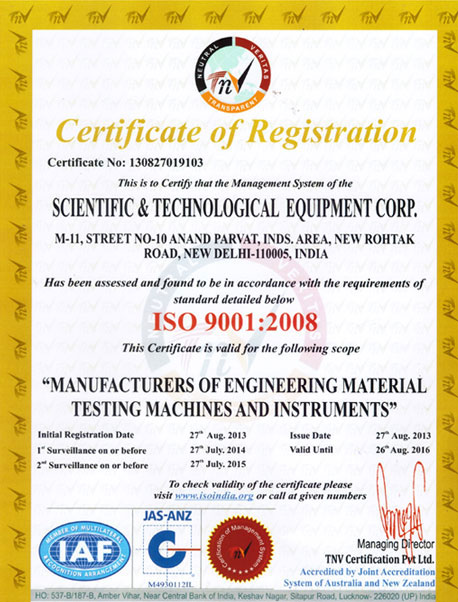 NEUTRAL VERITAS
TnV
TRANSPARENT
Certificate of Registration
Certificate No: 130827019103
This is to Certify that the Management System of the
SCIENTIFIC & TECHNOLOGICAL EQUIPMENT CORP.
M-11, STREET NO-10 ANAND PARVAT, INDS. AREA, NEW ROHTAK
ROAD, NEW DELHI-110005, INDIA
Has been assessed and found to be in accordance with the requirements of
standard detailed below
ISO 9001:2008
This Certificate is valid for the following scope
“MANUFACTURERS OF ENGINEERING MATERIAL
TESTING MACHINES AND INSTRUMENTS”
Initial Registration Date 27th Aug. 2013 Issue Date 27th Aug. 2013
1st Surveillance on or before 27th July. 2014 Valid Until 26th Aug. 2016
2nd Surveillance on or before 27th July. 2015
To check validity of the certificate please
visit www.isoindia.org or call at given numbers
MEMBER OF MULTILATERAL
IAF
RECOGNITION ARRANGEMENT
JAS-ANZ
C
M4930112IL
Certification of Management System
Managing Director
TNV Certification Pvt Ltd.
Accredited by Joint Accreditation
System of Australia and New Zealand
HO: 537-B/187-B, Amber Vihar, Near Central Bank of India, Keshav Nagar, Sitapur Road, Lucknow- 226020 (UP) India